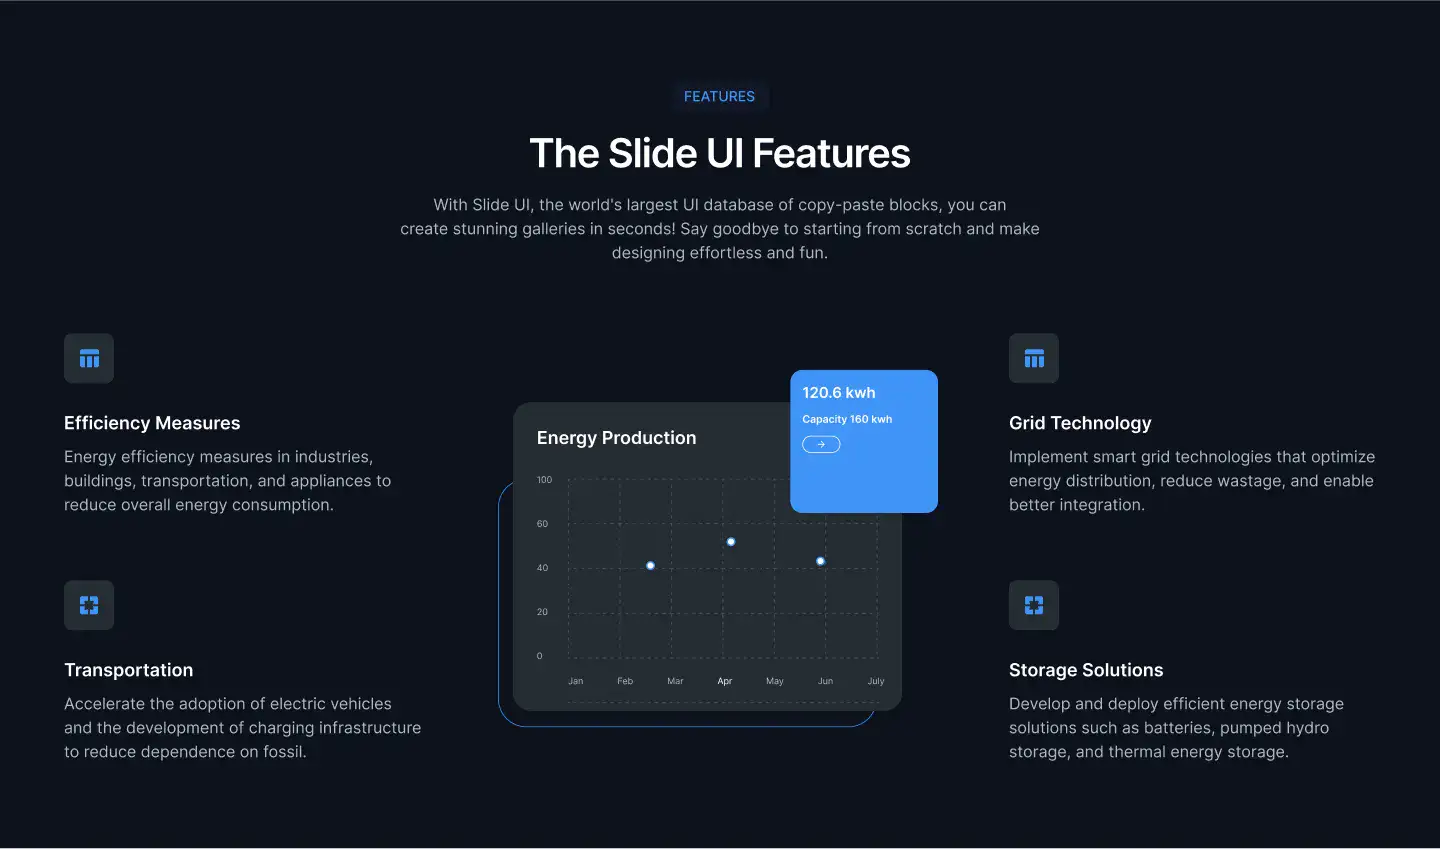 FEATURES
The Slide UI Features
With Slide UI, the world's largest UI database of copy-paste blocks, you can
create stunning galleries in seconds! Say goodbye to starting from scratch and make
designing effortless and fun.
Efficiency Measures
Energy efficiency measures in industries,
buildings, transportation, and appliances to
reduce overall energy consumption.
Transportation
Accelerate the adoption of electric vehicles
and the development of charging infrastructure
to reduce dependence on fossil.
120.6 kwh
Capacity 160 kwh
Energy Production
100
60
40
20
0
Jan Feb Mar Apr May Jun July
Grid Technology
Implement smart grid technologies that optimize
energy distribution, reduce wastage, and enable
better integration.
Storage Solutions
Develop and deploy efficient energy storage
solutions such as batteries, pumped hydro
storage, and thermal energy storage.